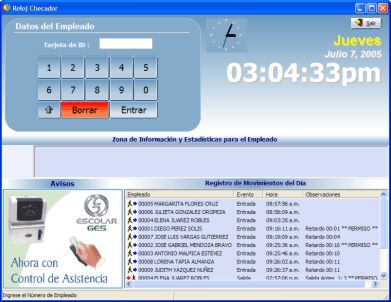 Reloj Checador
Datos del Empleado
Tarjeta de ID :
Salir
Jueves
Julio 7, 2005
03:04:33pm
1 2 3 4 5
6 7 8 9 0
Borrar Entrar
Zona de Información y Estadísticas para el Empleado
Avisos
ESCOLAR
GES
Ahora con
Control de Asistencia
Registro de Movimientos del Día
Empleado Evento Hora Observaciones
00005 MARGARITA FLORES CRUZ Entrada 08:57:56 a.m.
00006 JULIETA GONZALEZ OROPEZA Entrada 08:58:09 a.m.
00004 ELENA JUAREZ ROBLES Entrada 09:03:35 a.m.
00001 DIEGO PEREZ SOLIS Entrada 09:16:11 a.m. Retardo 00:01 ** PERMISO **
00007 JOSE LUIS VARGAS GUTIERREZ Entrada 09:19:24 a.m. Retardo 00:04
00002 JOSE GABRIEL MENDOZA BRAVO Entrada 09:25:34 a.m. Retardo 00:10 ** PERMISO **
00003 ANTONIO MALPICA ESTEVEZ Entrada 09:25:29 a.m. Retardo 00:10
00008 LORENA TAPIA ALMANZA Entrada 09:26:02 a.m. Retardo 00:11
00009 JUDITH VAZQUEZ NUÑEZ Entrada 09:26:37 a.m. Retardo 00:11
00004 ELENA JUAREZ ROBLES Salida 02:57:06 p.m. Salida Antes: 1: 3 ** PERMISO
Ingrese el Número de Empleado